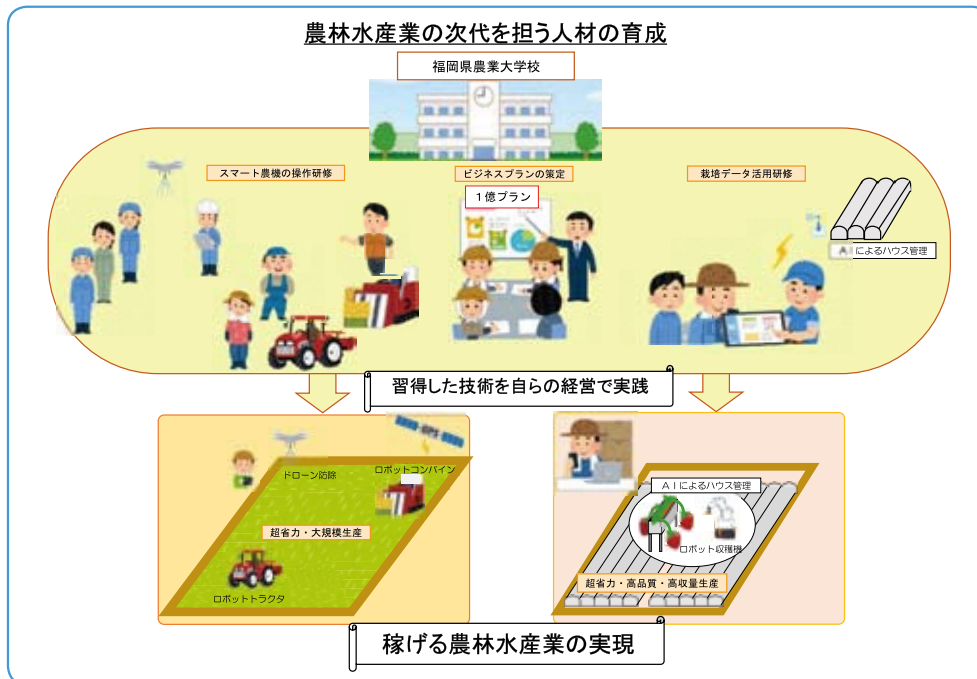 農林水産業の次代を担う人材の育成
福岡県農業大学校
スマート農機の操作研修
ビジネスプランの策定
栽培データ活用研修
1億プラン
AIによるハウス管理
習得した技術を自らの経営で実践
GPS
ドローン防除
ロボットコンバイン
超省力・大規模生産
ロボットトラクタ
AIによるハウス管理
ロボット収穫機
超省力・高品質・高収量生産
稼げる農林水産業の実現